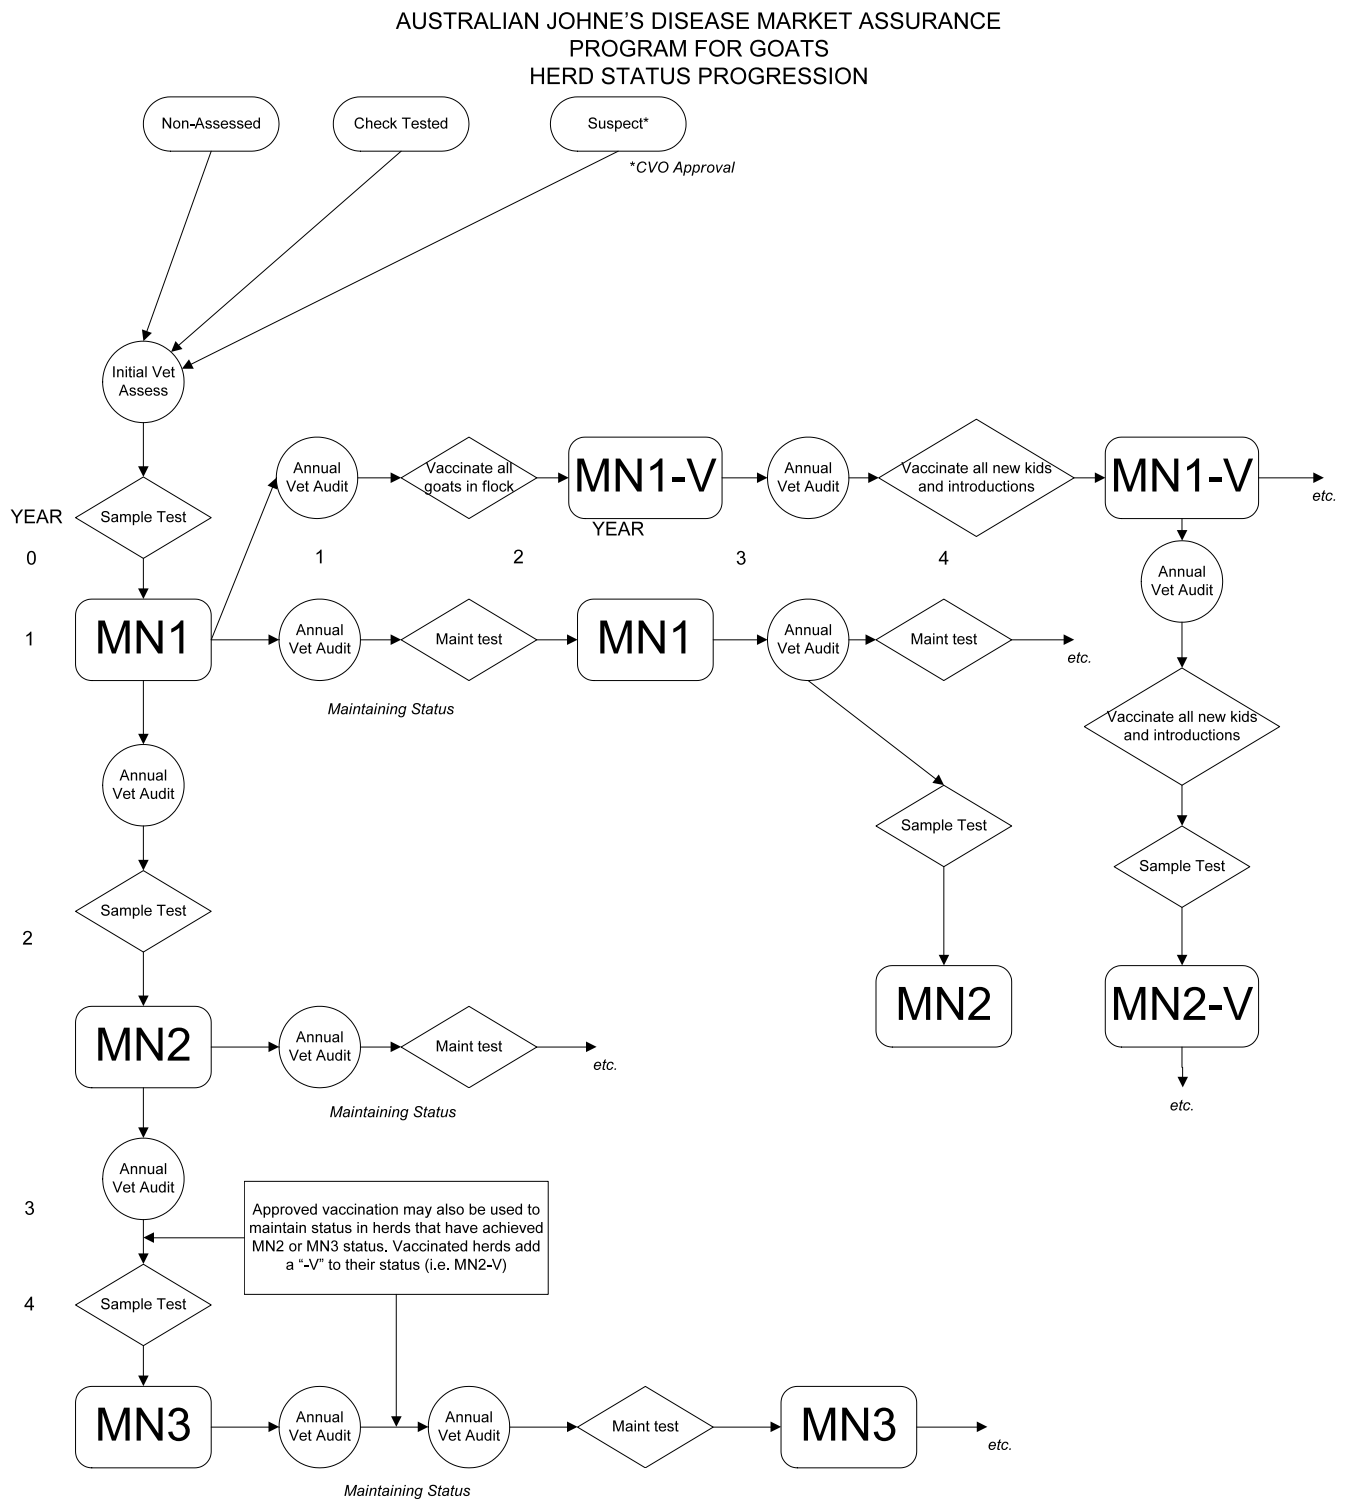 AUSTRALIAN JOHNE'S DISEASE MARKET ASSURANCE
PROGRAM FOR GOATS
HERD STATUS PROGRESSION
Non-Assessed
Check Tested
Suspect*
*CVO Approval
Initial Vet
Assess
Annual
Vet Audit
Vaccinate all
goats in flock
MN1-V
Annual
Vet Audit
Vaccinate all new kids
and introductions
MN1-V
etc.
YEAR
Sample Test
YEAR
0
1
2
3
4
Annual
Vet Audit
1
MN1
Annual
Vet Audit
Maint test
MN1
Annual
Vet Audit
Maint test
etc.
Maintaining Status
Vaccinate all new kids
and introductions
Annual
Vet Audit
Sample Test
Sample Test
Sample Test
2
MN2
MN2-V
MN2
Annual
Vet Audit
Maint test
etc.
etc.
Maintaining Status
Annual
Vet Audit
3
Approved vaccination may also be used to
maintain status in herds that have achieved
MN2 or MN3 status. Vaccinated herds add
a “-V” to their status (i.e. MN2-V)
4
Sample Test
MN3
Annual
Vet Audit
Annual
Vet Audit
Maint test
MN3
etc.
Maintaining Status